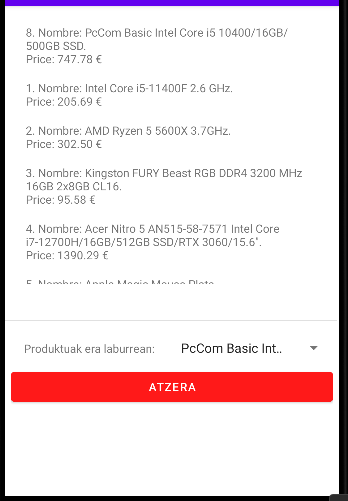 8. Nombre: PcCom Basic Intel Core i5 10400/16GB/
500GB SSD.
Price: 747.78 €
1. Nombre: Intel Core i5-11400F 2.6 GHz.
Price: 205.69 €
2. Nombre: AMD Ryzen 5 5600X 3.7GHz.
Price: 302.50 €
3. Nombre: Kingston FURY Beast RGB DDR4 3200 MHz
16GB 2x8GB CL16.
Price: 95.58 €
4. Nombre: Acer Nitro 5 AN515-58-7571 Intel Core
i7-12700H/16GB/512GB SSD/RTX 3060/15.6".
Price: 1390.29 €
5. Nombre: Apple Magic Mouse Plata
Produktuak era laburrean:
PcCom Basic Int..
ATZERA